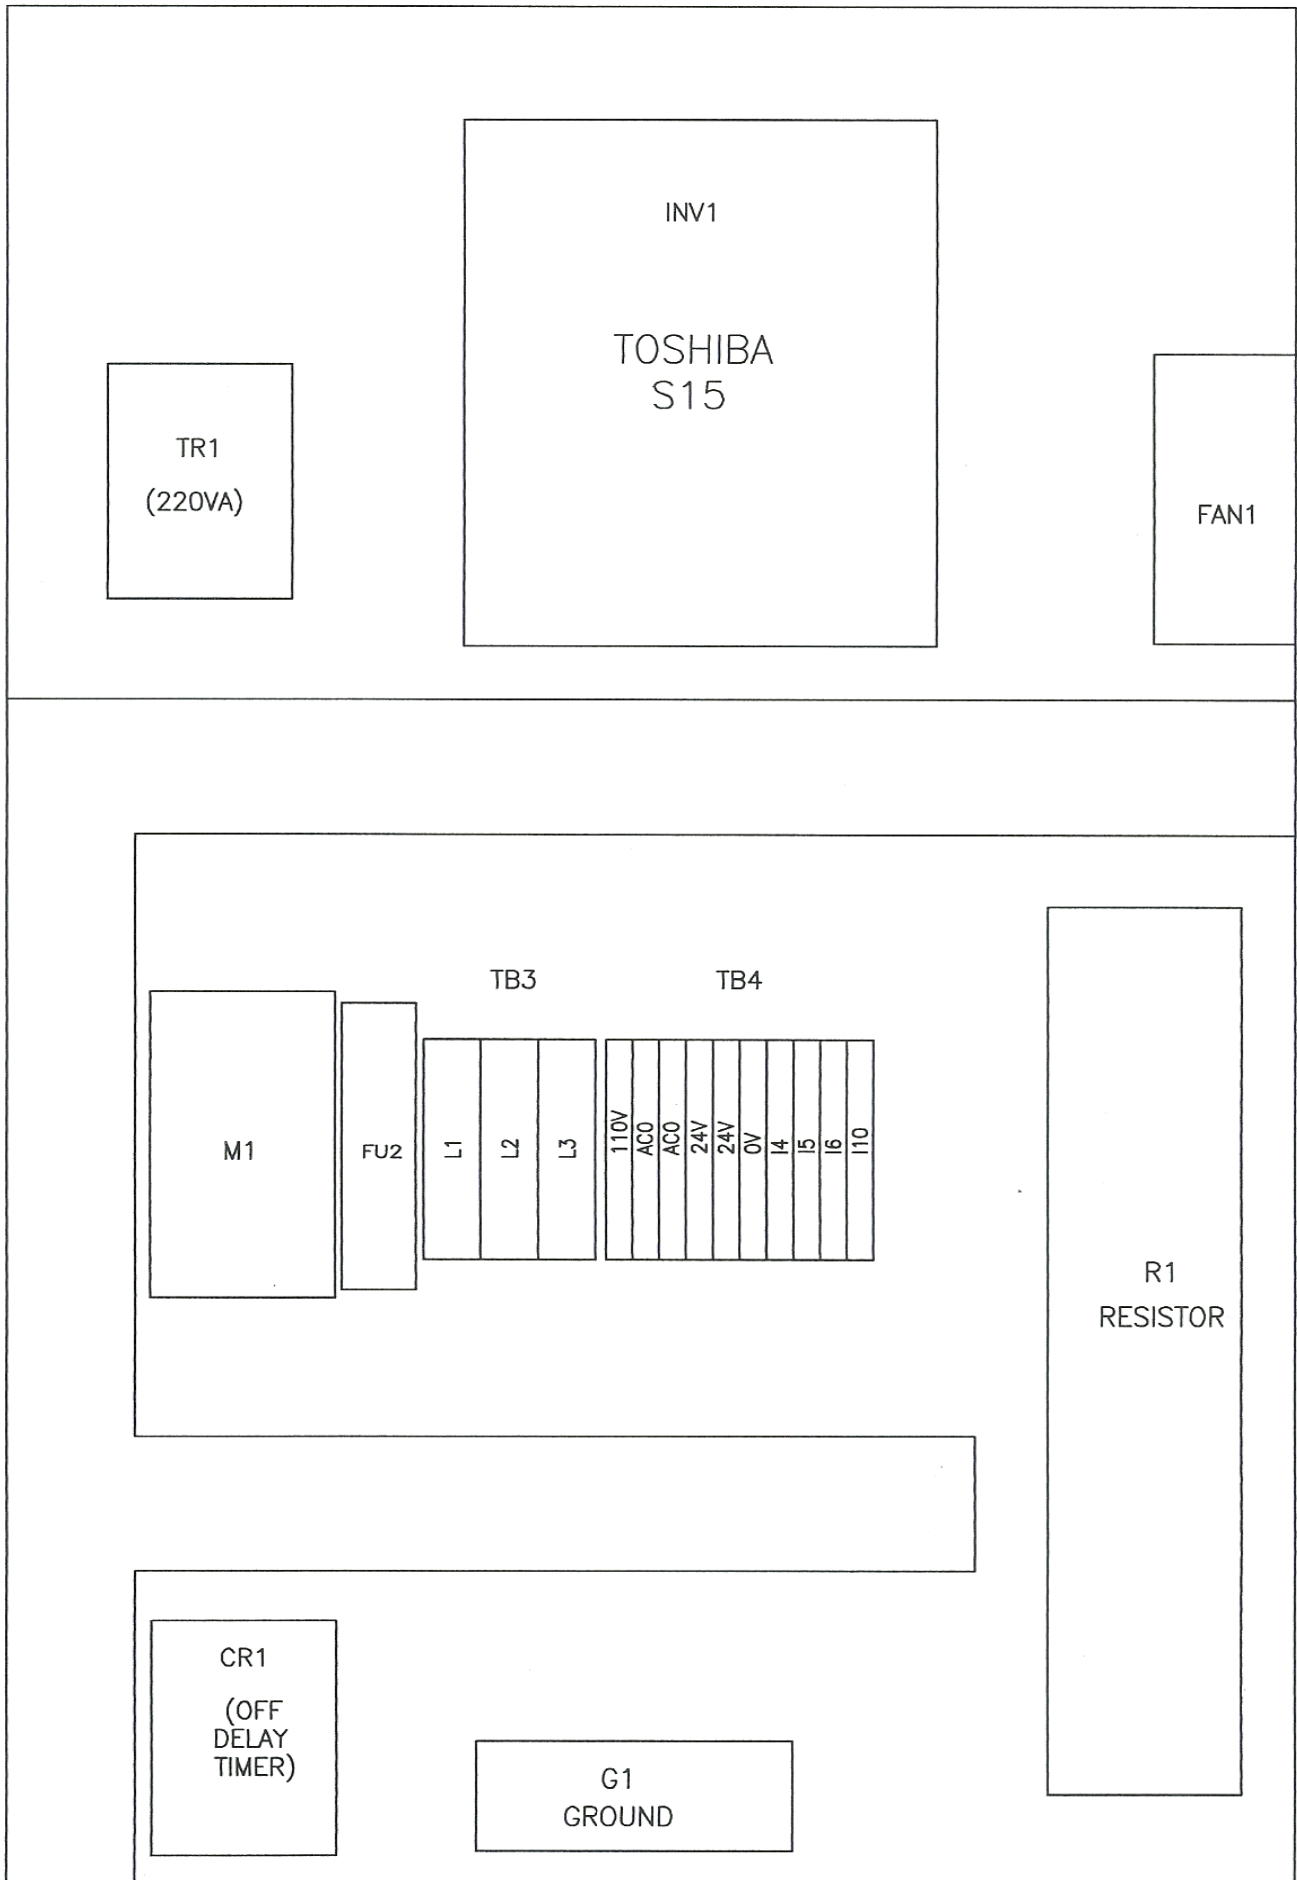 INV1
TOSHIBA
S15
TR1
(220VA)
FAN1
TB3
TB4
M1
FU2
L1
L2
L3
110V
AC0
AC0
24V
24V
0V
I4
I5
I6
I10
R1
RESISTOR
CR1
(OFF
DELAY
TIMER)
G1
GROUND